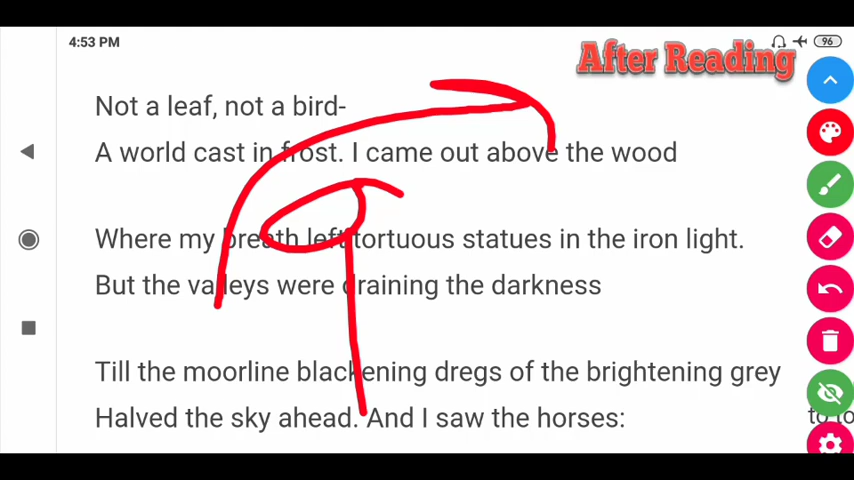 4:53 PM
96
After Reading
Not a leaf, not a bird-
A world cast in frost. I came out above the wood
Where my breath left tortuous statues in the iron light.
But the valleys were draining the darkness
Till the moorline blackening dregs of the brightening grey
Halved the sky ahead. And I saw the horses: